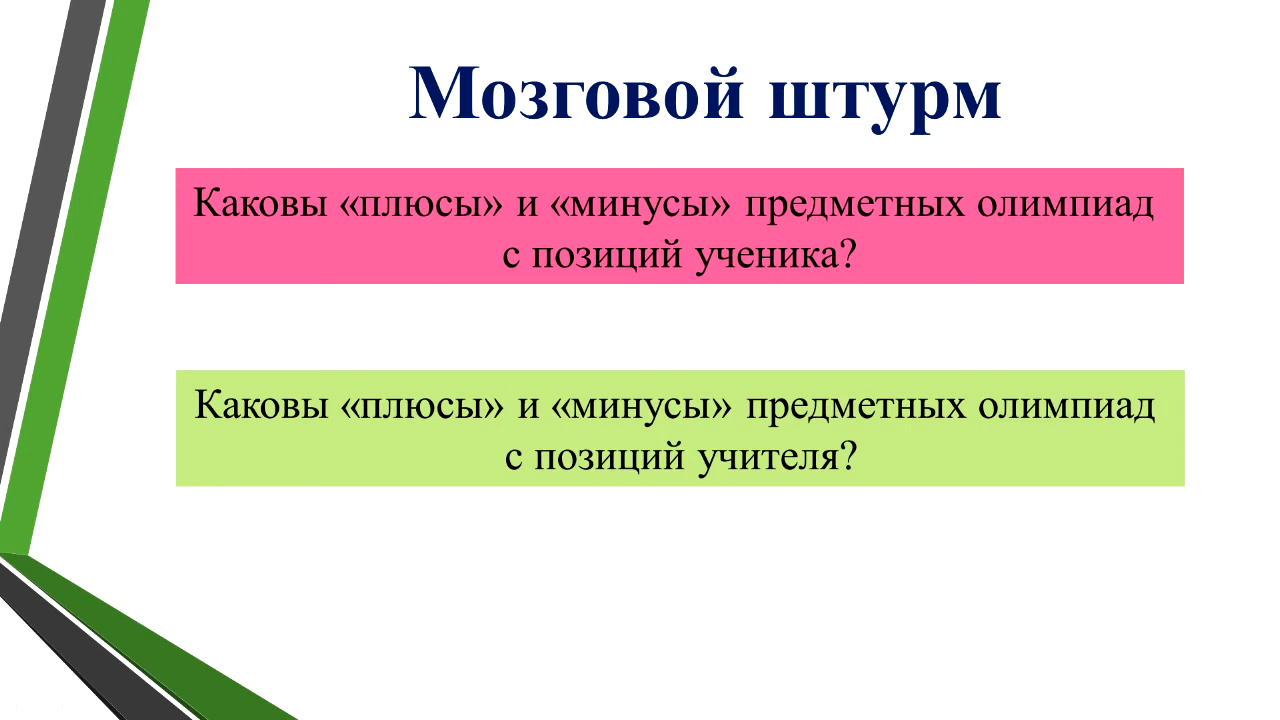 Мозговой штурм
Каковы «плюсы» и «минусы» предметных олимпиад
с позиций ученика?
Каковы «плюсы» и «минусы» предметных олимпиад
с позиций учителя?